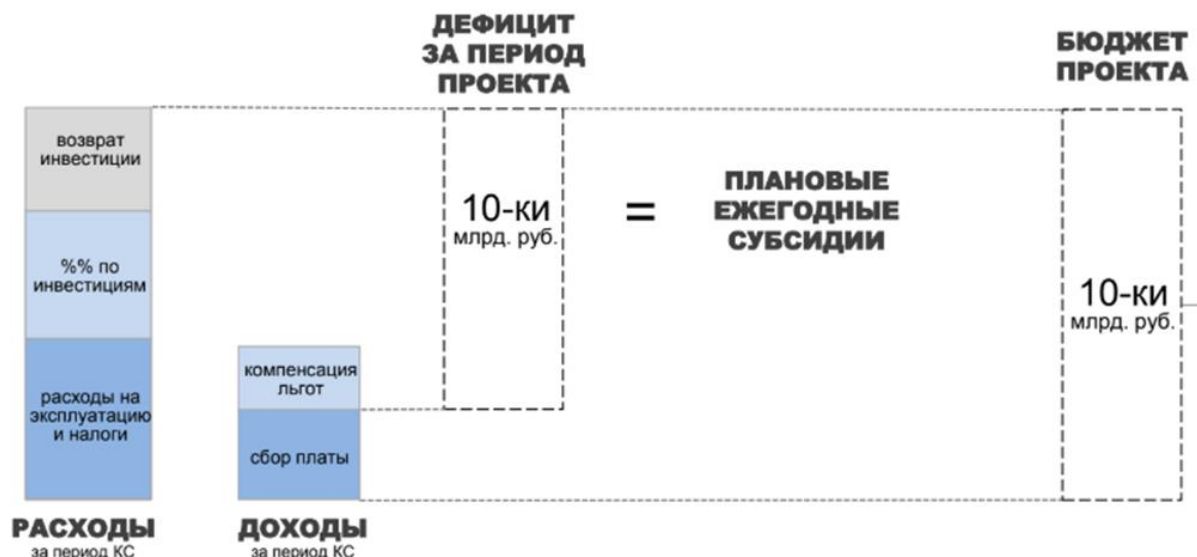 ДЕФИЦИТ
ЗА ПЕРИОД
ПРОЕКТА
БЮДЖЕТ
ПРОЕКТА
возврат
инвестиции
%% по
инвестициям
расходы на
эксплуатацию
и налоги
компенсация
льгот
сбор платы
10-ки
млрд. руб.
=
ПЛАНОВЫЕ
ЕЖЕГОДНЫЕ
СУБСИДИИ
10-ки
млрд. руб.
РАСХОДЫ
за период КС
ДОХОДЫ
за период КС